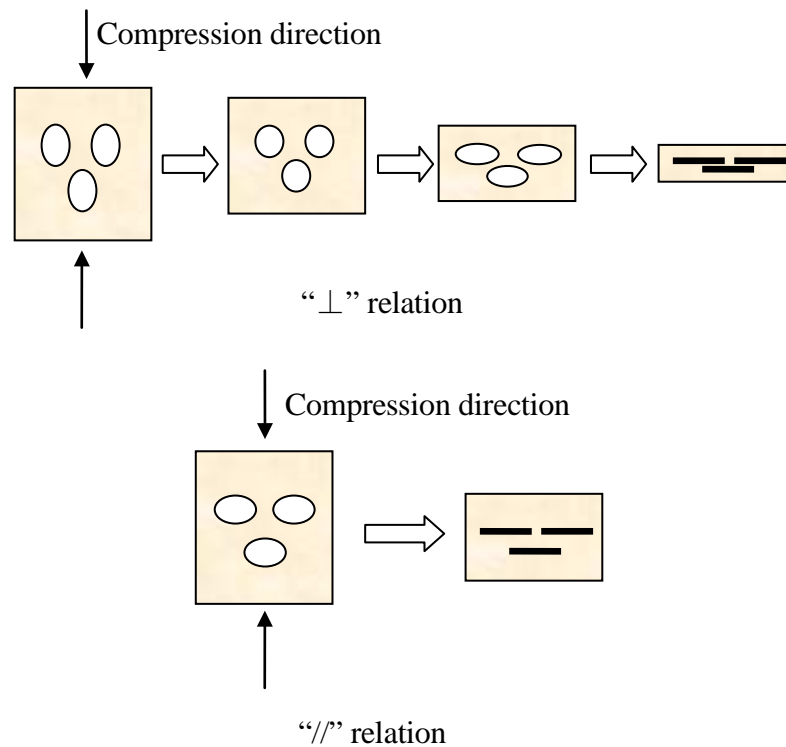 Compression direction
“⊥” relation
Compression direction
“//” relation